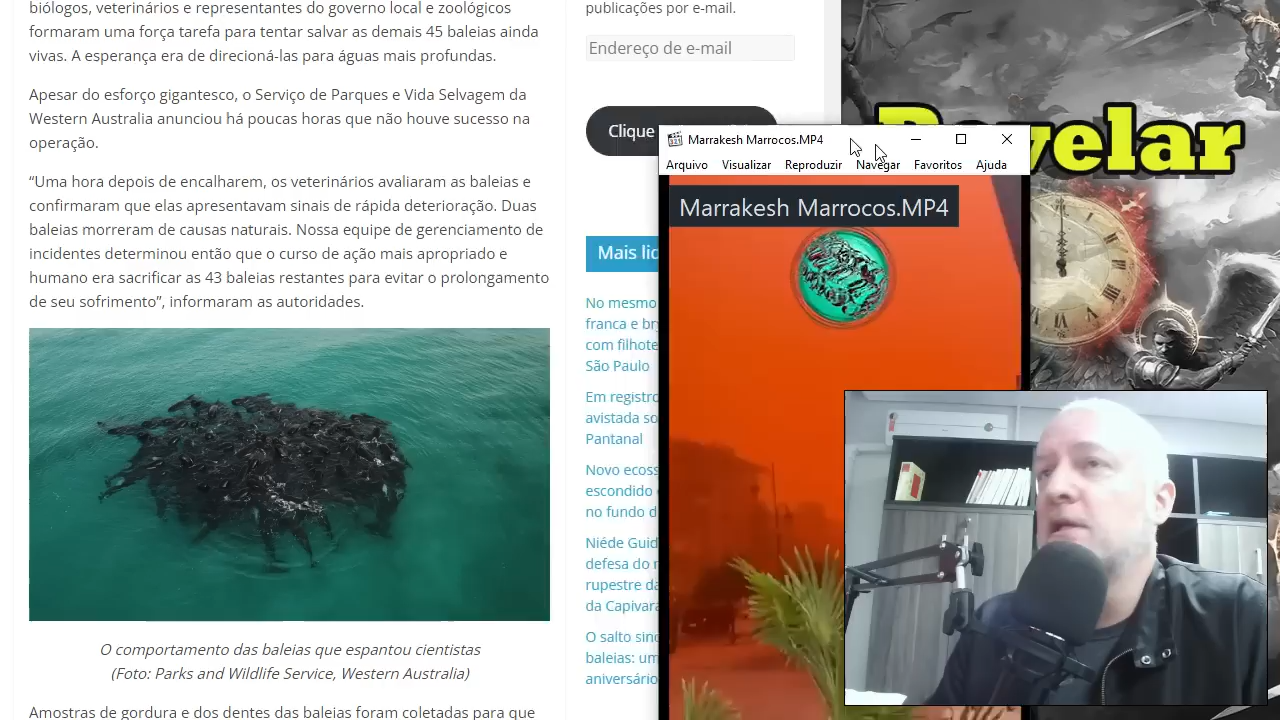 biólogos, veterinários e representantes do governo local e zoológicos
formaram uma força tarefa para tentar salvar as demais 45 baleias ainda
vivas. A esperança era de direcioná-las para águas mais profundas.
Apesar do esforço gigantesco, o Serviço de Parques e Vida Selvagem da
Western Australia anunciou há poucas horas que não houve sucesso na
operação.
“Uma hora depois de encalharem, os veterinários avaliaram as baleias e
confirmaram que elas apresentavam sinais de rápida deterioração. Duas
baleias morreram de causas naturais. Nossa equipe de gerenciamento de
incidentes determinou então que o curso de ação mais apropriado e
humano era sacrificar as 43 baleias restantes para evitar o prolongamento
de seu sofrimento”, informaram as autoridades.
O comportamento das baleias que espantou cientistas
(Foto: Parks and Wildlife Service, Western Australia)
Amostras de gordura e dos dentes das baleias foram coletadas para que
publicações por e-mail.
Endereço de e-mail
Clique
Mais
No mesmo
franca e
com filhote
São Paulo
Em registro
avistada
Pantanal
Novo
escondido
no fundo
Niéde
defesa do
rupestre
da Capivara
O salto
baleias:
aniversário
Marrakesh Marrocos.MP4
Arquivo Visualizar Reproduzir Navegar Favoritos Ajuda
Marrakesh Marrocos.MP4
Revelar